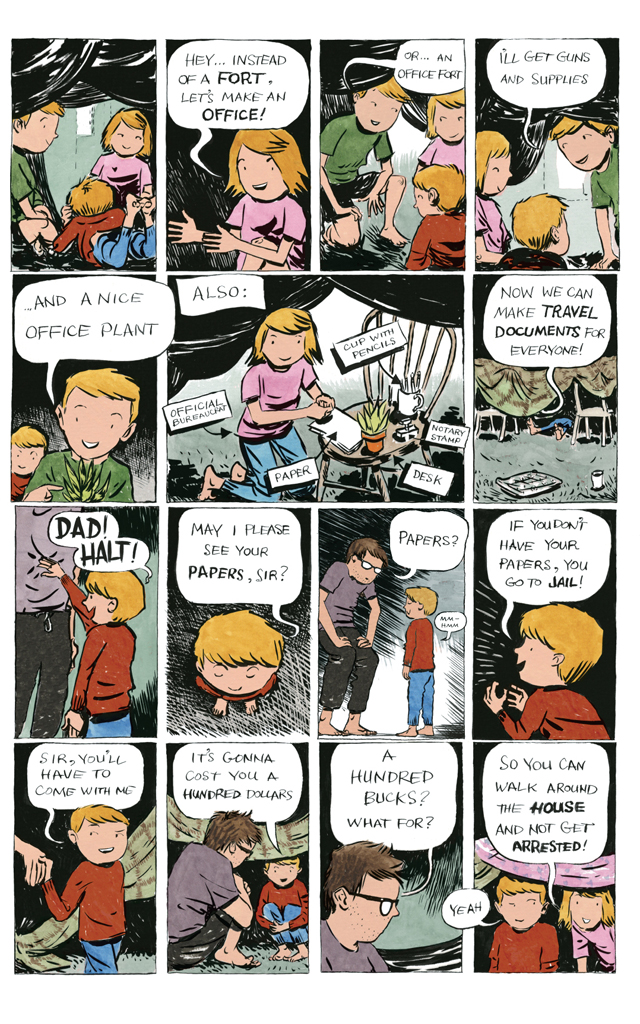 HEY... INSTEAD
OF A FORT,
LET'S MAKE AN
OFFICE!
OR... AN
OFFICE FORT
I'LL GET GUNS
AND SUPPLIES
...AND A NICE
OFFICE PLANT
ALSO:
CUP WITH
PENCILS
OFFICIAL
BUREAUCRAT
NOTARY
STAMP
PAPER
DESK
NOW WE CAN
MAKE TRAVEL
DOCUMENTS FOR
EVERYONE!
DAD!
HALT!
MAY I PLEASE
SEE YOUR
PAPERS, SIR?
PAPERS?
MM-
HMM
IF YOU DON'T
HAVE YOUR
PAPERS, YOU
GO TO JAIL!
SIR, YOU'LL
HAVE TO
COME WITH ME
IT'S GONNA
COST YOU A
HUNDRED DOLLARS
A
HUNDRED
BUCKS?
WHAT FOR?
SO YOU CAN
WALK AROUND
THE HOUSE
AND NOT GET
ARRESTED!
YEAH